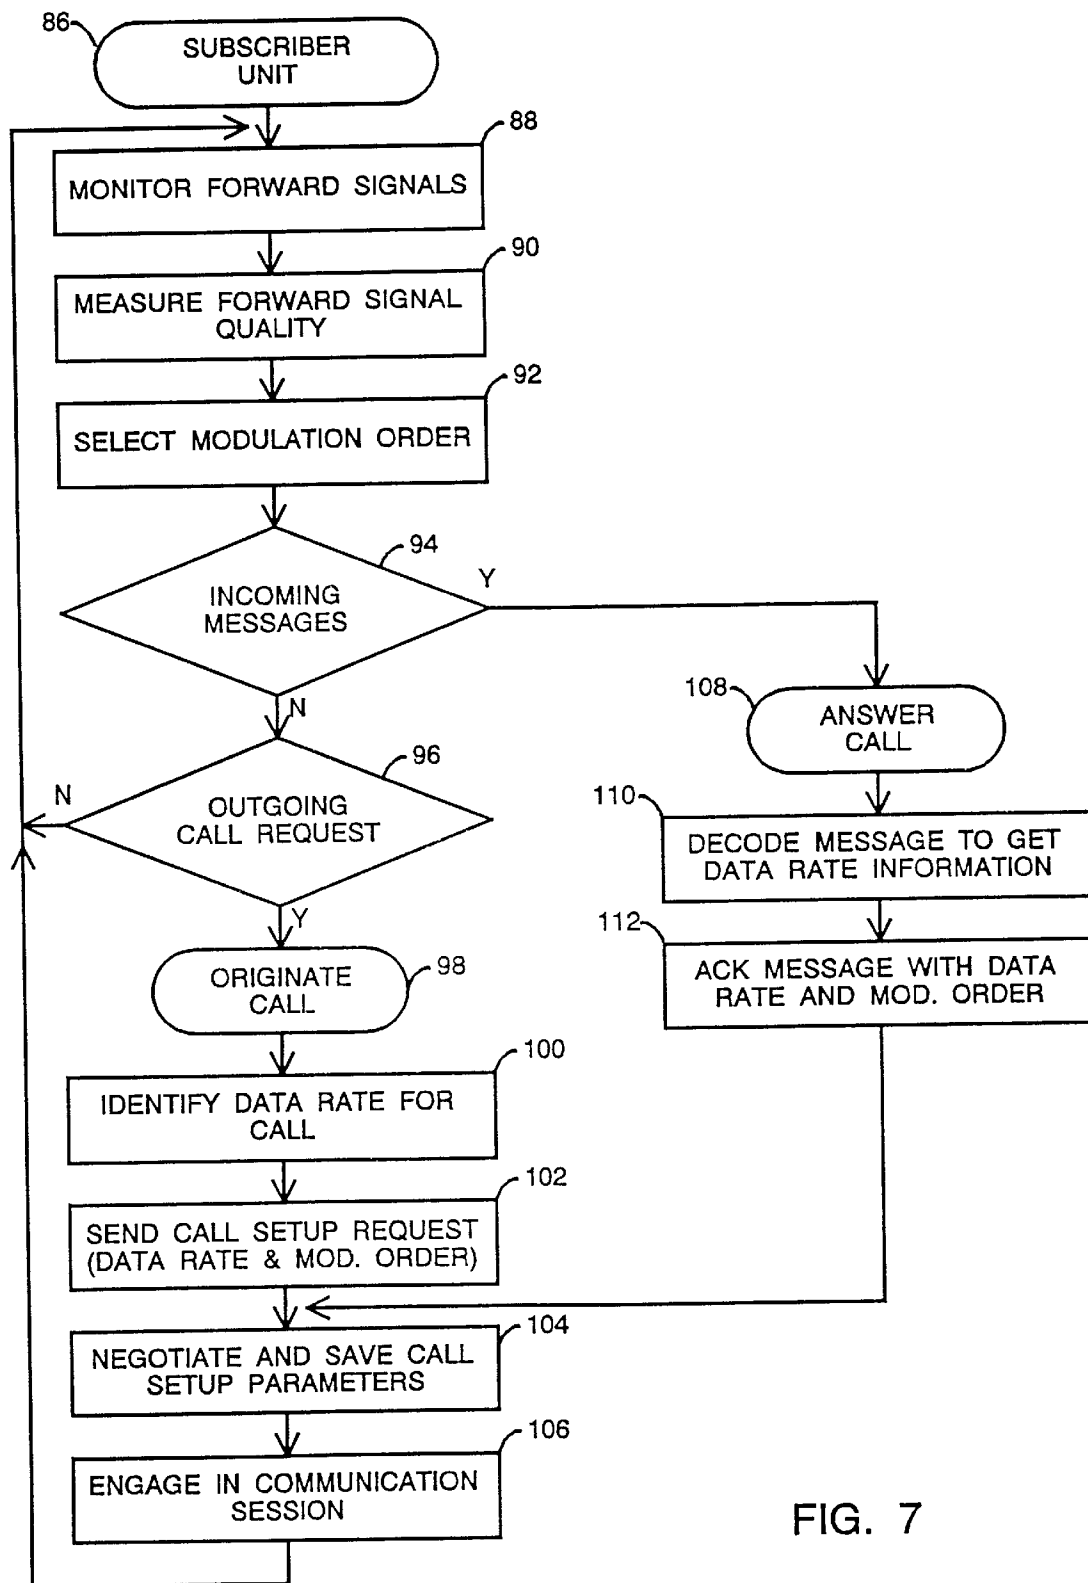 86
SUBSCRIBER
UNIT
88
MONITOR FORWARD SIGNALS
90
MEASURE FORWARD SIGNAL
QUALITY
92
SELECT MODULATION ORDER
94
INCOMING
MESSAGES
Y
N
96
OUTGOING
CALL REQUEST
N
Y
98
ORIGINATE
CALL
100
IDENTIFY DATA RATE FOR
CALL
102
SEND CALL SETUP REQUEST
(DATA RATE & MOD. ORDER)
108
ANSWER
CALL
110
DECODE MESSAGE TO GET
DATA RATE INFORMATION
112
ACK MESSAGE WITH DATA
RATE AND MOD. ORDER
104
NEGOTIATE AND SAVE CALL
SETUP PARAMETERS
106
ENGAGE IN COMMUNICATION
SESSION
FIG. 7